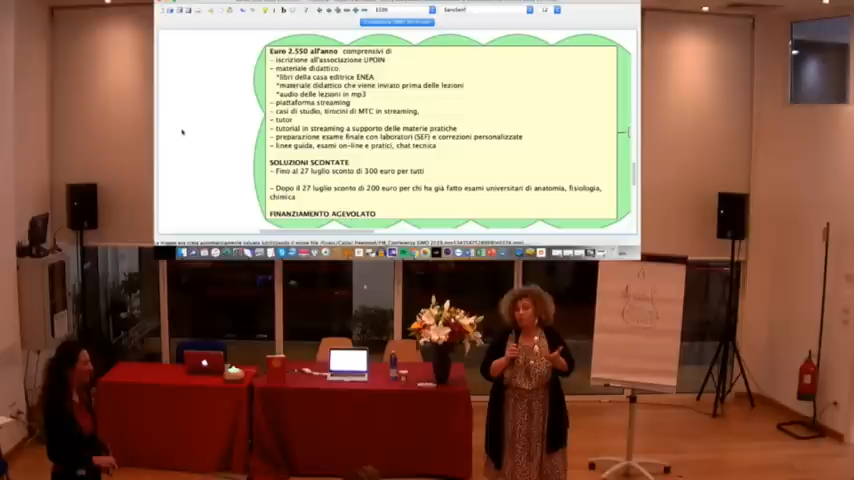 Euro 2.550 all'anno comprensivi di
- iscrizione all'associazione UPOIN
- materiale didattico:
*libri della casa editrice ENEA
*materiale didattico che viene inviato prima delle lezioni
*audio delle lezioni in mp3
- piattaforma streaming
- casi di studio, tirocini di MTC in streaming,
- tutor
- tutorial in streaming a supporto delle materie pratiche
- preparazione esame finale con laboratori (SEF) e correzioni personalizzate
- linee guida, esami on-line e pratici, chat tecnica
SOLUZIONI SCONTATE
- Fino al 27 luglio sconto di 300 euro per tutti
- Dopo il 27 luglio sconto di 200 euro per chi ha già fatto esami universitari di anatomia, fisiologia,
chimica
FINANZIAMENTO AGEVOLATO